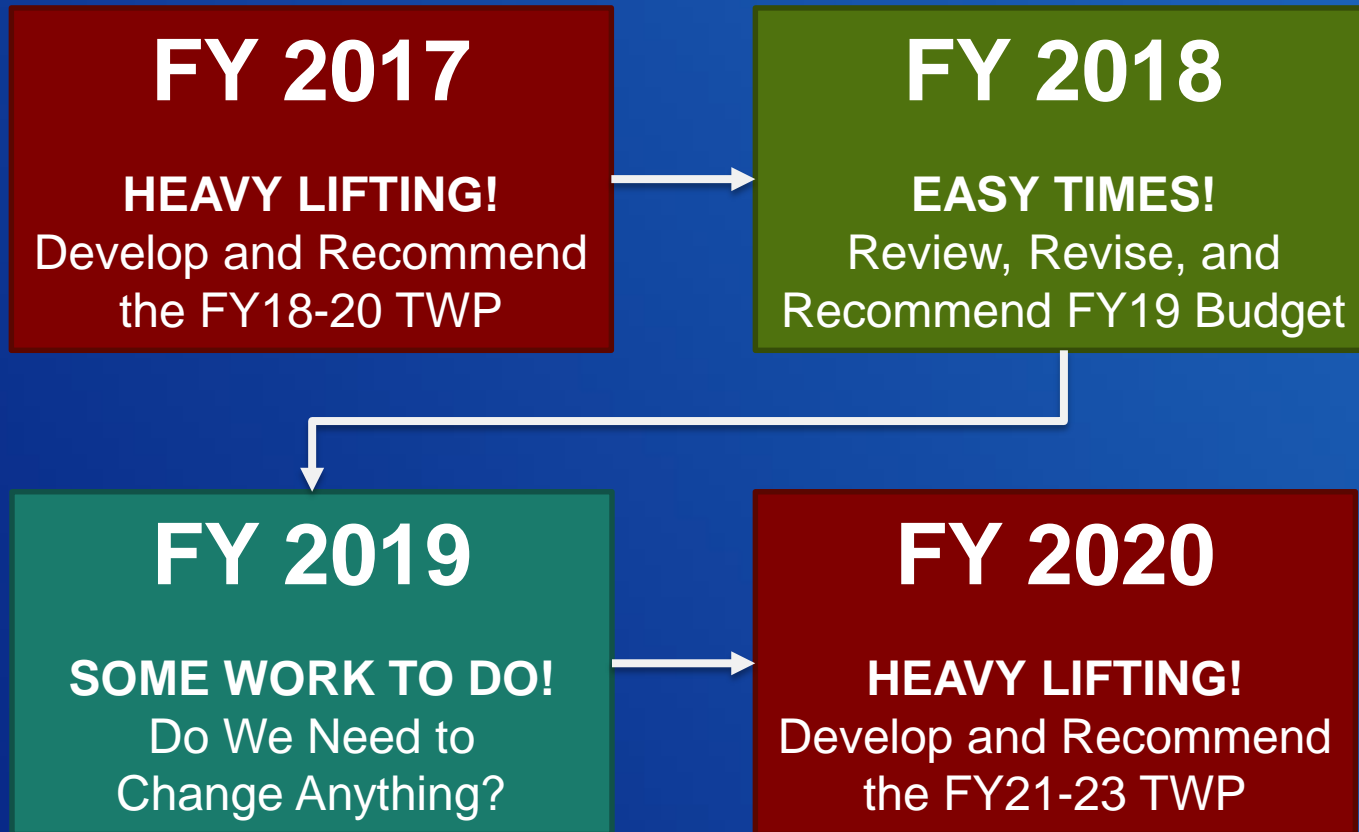 FY 2017
HEAVY LIFTING!
Develop and Recommend
the FY18-20 TWP
FY 2018
EASY TIMES!
Review, Revise, and
Recommend FY19 Budget
FY 2019
SOME WORK TO DO!
Do We Need to
Change Anything?
FY 2020
HEAVY LIFTING!
Develop and Recommend
the FY21-23 TWP